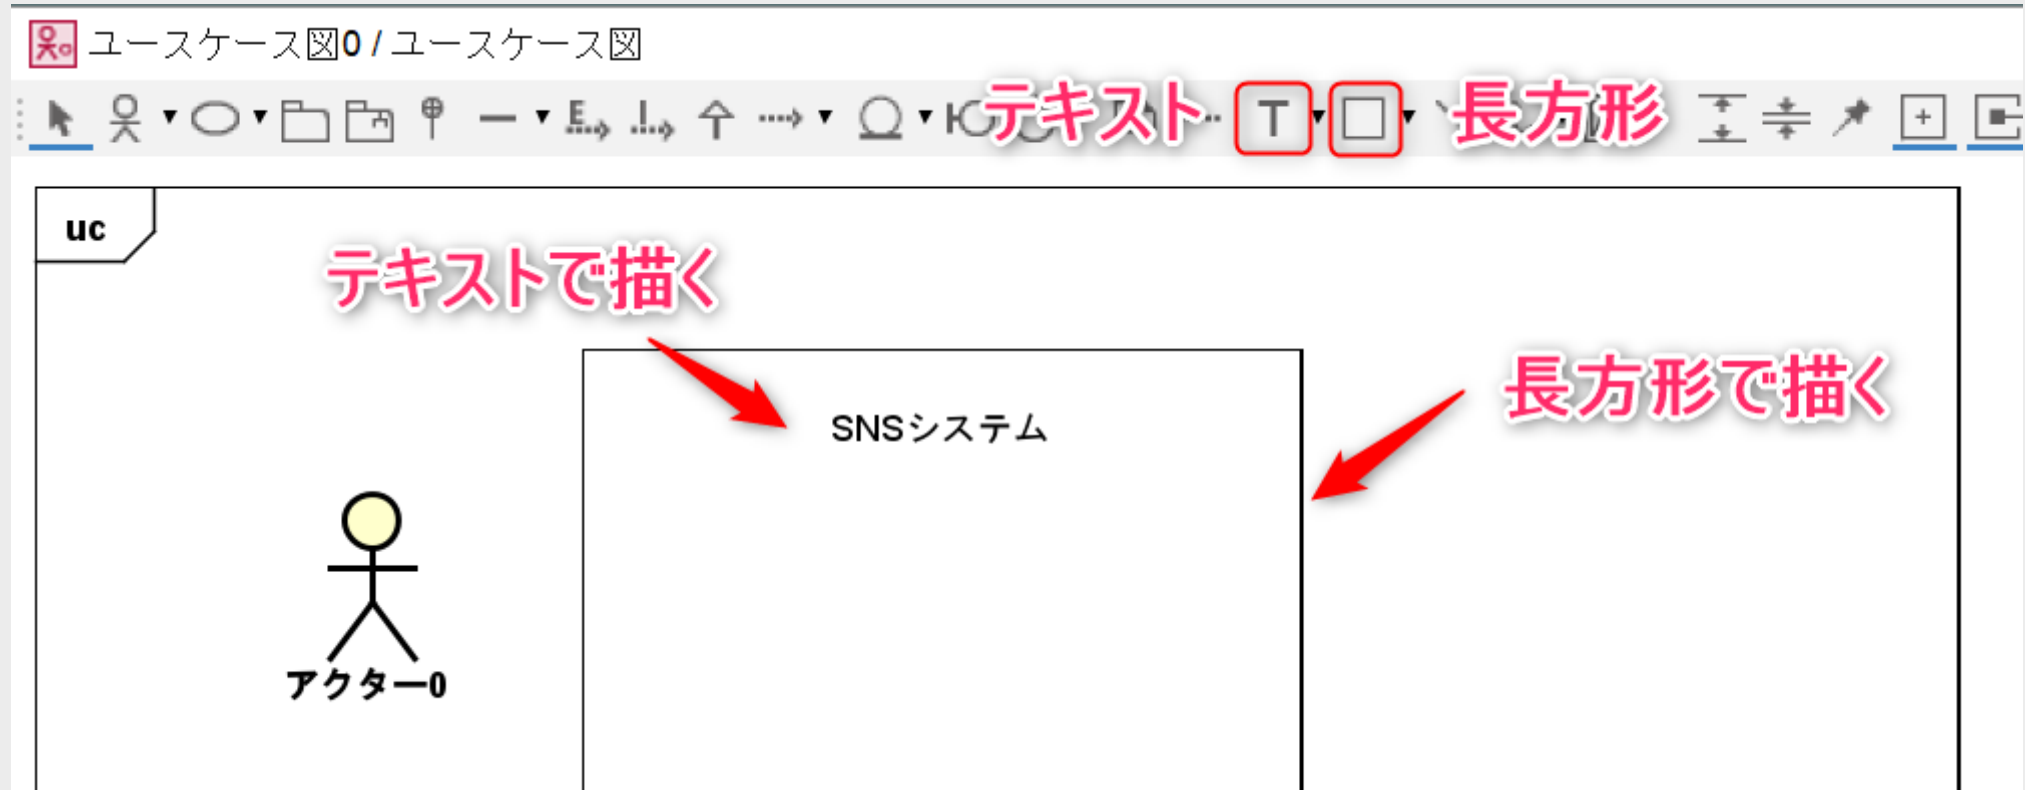 ユースケース図0 / ユースケース図
テキスト
T
長方形
uc
テキストで描く
長方形で描く
SNSシステム
アクター0